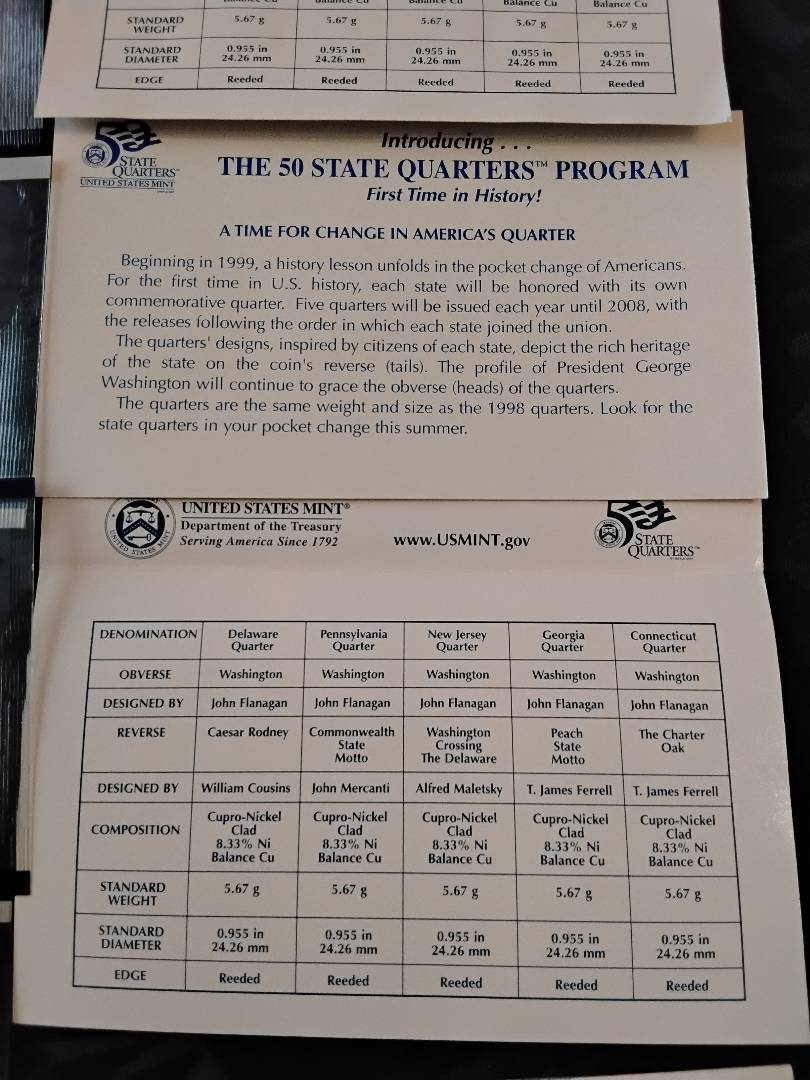 Balance Cu Balance Cu Balance Cu Balance Cu Balance Cu
STANDARD WEIGHT 5.67 g 5.67 g 5.67 g 5.67 g 5.67 g
STANDARD DIAMETER 0.955 in 24.26 mm 0.955 in 24.26 mm 0.955 in 24.26 mm 0.955 in 24.26 mm 0.955 in 24.26 mm
EDGE Reeded Reeded Reeded Reeded Reeded
50
STATE
QUARTERS™
UNITED STATES MINT
Introducing . . .
THE 50 STATE QUARTERS™ PROGRAM
First Time in History!
A TIME FOR CHANGE IN AMERICA'S QUARTER
Beginning in 1999, a history lesson unfolds in the pocket change of Americans.
For the first time in U.S. history, each state will be honored with its own
commemorative quarter. Five quarters will be issued each year until 2008, with
the releases following the order in which each state joined the union.
The quarters' designs, inspired by citizens of each state, depict the rich heritage
of the state on the coin's reverse (tails). The profile of President George
Washington will continue to grace the obverse (heads) of the quarters.
The quarters are the same weight and size as the 1998 quarters. Look for the
state quarters in your pocket change this summer.
UNITED STATES MINT®
Department of the Treasury
Serving America Since 1792
www.USMINT.gov
50
STATE
QUARTERS™
DENOMINATION Delaware Quarter Pennsylvania Quarter New Jersey Quarter Georgia Quarter Connecticut Quarter
OBVERSE Washington Washington Washington Washington Washington
DESIGNED BY John Flanagan John Flanagan John Flanagan John Flanagan John Flanagan
REVERSE Caesar Rodney Commonwealth State Motto Washington Crossing The Delaware Peach State Motto The Charter Oak
DESIGNED BY William Cousins John Mercanti Alfred Maletsky T. James Ferrell T. James Ferrell
COMPOSITION Cupro-Nickel Clad 8.33% Ni Balance Cu Cupro-Nickel Clad 8.33% Ni Balance Cu Cupro-Nickel Clad 8.33% Ni Balance Cu Cupro-Nickel Clad 8.33% Ni Balance Cu Cupro-Nickel Clad 8.33% Ni Balance Cu
STANDARD WEIGHT 5.67 g 5.67 g 5.67 g 5.67 g 5.67 g
STANDARD DIAMETER 0.955 in 24.26 mm 0.955 in 24.26 mm 0.955 in 24.26 mm 0.955 in 24.26 mm 0.955 in 24.26 mm
EDGE Reeded Reeded Reeded Reeded Reeded